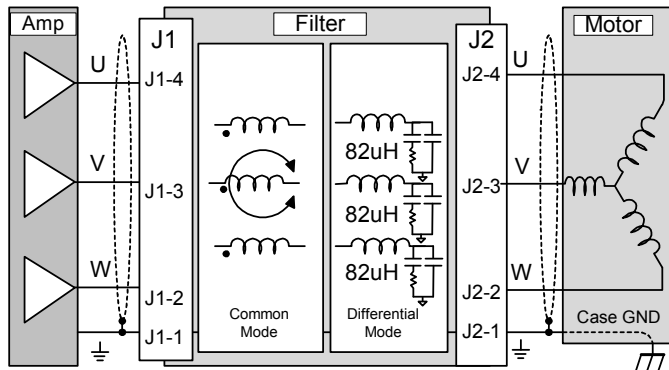 Amp
Filter
Motor
J1
J2
U
J1-4
J2-4
U
V
J1-3
82uH
J2-3
V
82uH
W
J1-2
82uH
J2-2
W
Common
Mode
Differential
Mode
J1-1
J2-1
Case GND